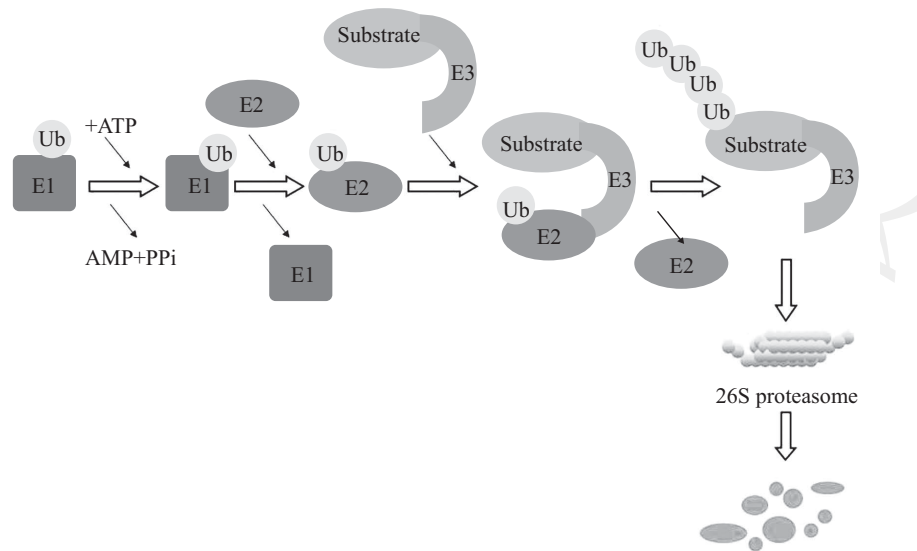 Substrate
E3
Ub
Ub
Ub
Ub
Substrate
E3
E2
+ATP
Ub
E1
Ub
E1
Ub
E2
Substrate
E3
Ub
E2
AMP+PPi
E1
E2
26S proteasome